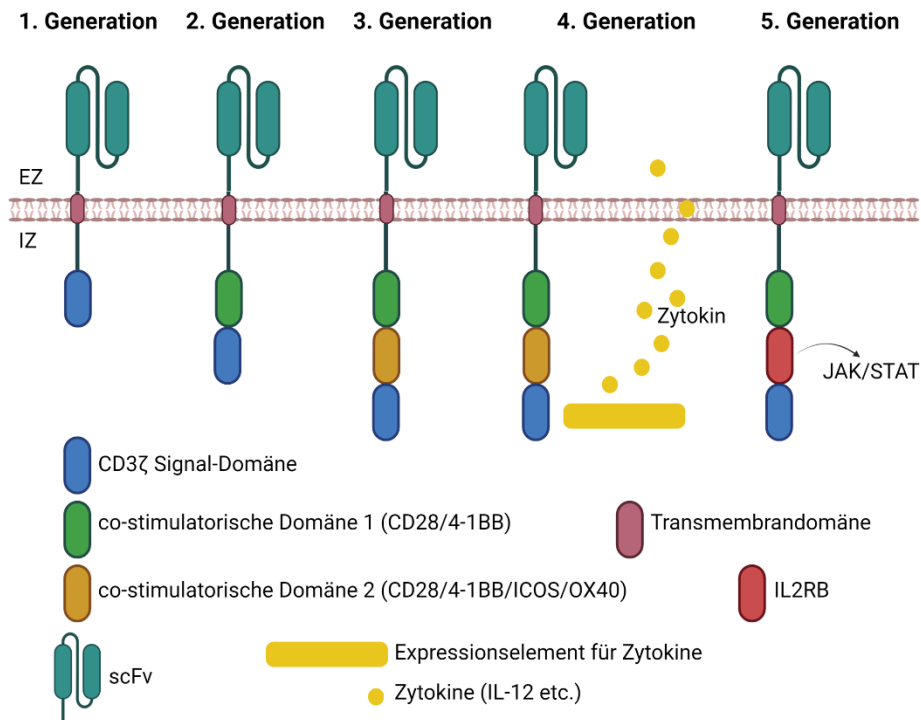 1. Generation
2. Generation
3. Generation
4. Generation
5. Generation
EZ
IZ
Zytokin
JAK/STAT
CD3ζ Signal-Domäne
co-stimulatorische Domäne 1 (CD28/4-1BB)
Transmembrandomäne
co-stimulatorische Domäne 2 (CD28/4-1BB/ICOS/OX40)
IL2RB
scFv
Expressionselement für Zytokine
Zytokine (IL-12 etc.)